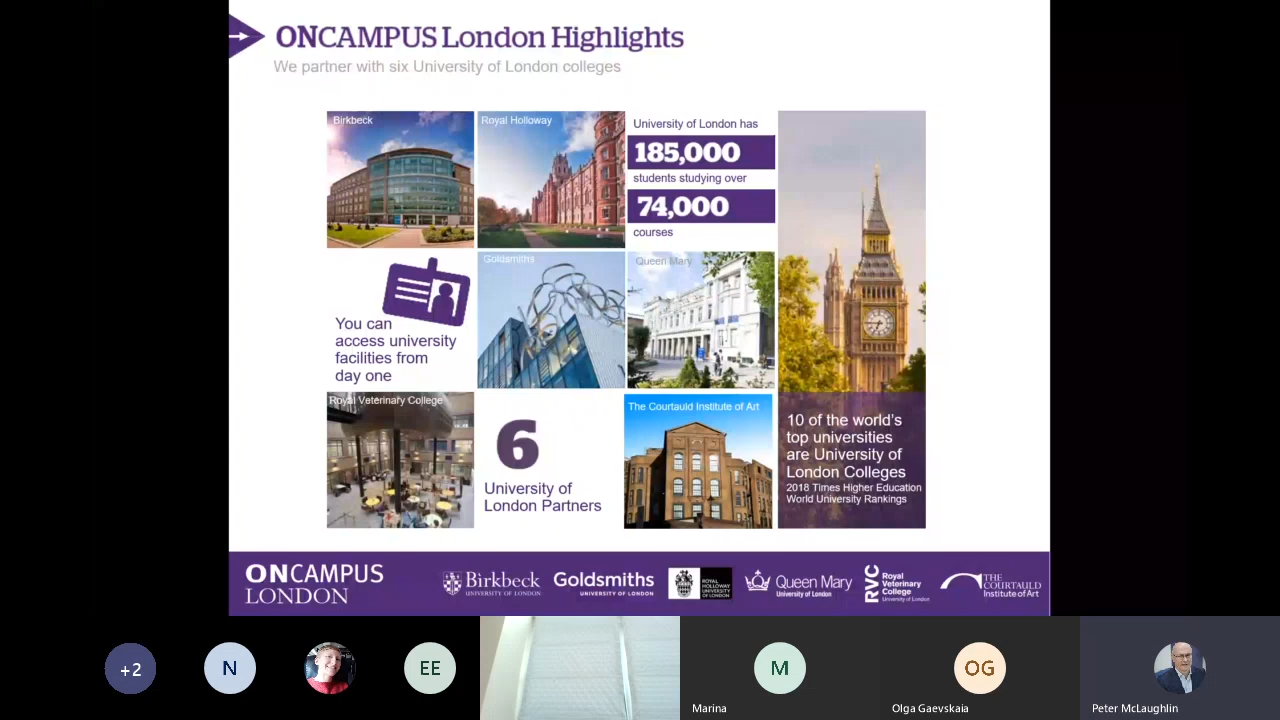 ONCAMPUS London Highlights
We partner with six University of London colleges
Birkbeck
Royal Holloway
University of London has
185,000
students studying over
74,000
courses
You can
access university
facilities from
day one
Goldsmiths
Queen Mary
Royal Veterinary College
6
University of
London Partners
The Courtauld Institute of Art
10 of the world's
top universities
are University of
London Colleges
2018 Times Higher Education
World University Rankings
ONCAMPUS
LONDON
Birkbeck
UNIVERSITY OF LONDON
Goldsmiths
UNIVERSITY OF LONDON
ROYAL
HOLLOWAY
UNIVERSITY
OF LONDON
Queen Mary
University of London
RVC
Royal
Veterinary
College
University of London
THE
COURTAULD
Institute of Art
+2
N
EE
M
OG
Marina
Olga Gaevskaia
Peter McLaughlin